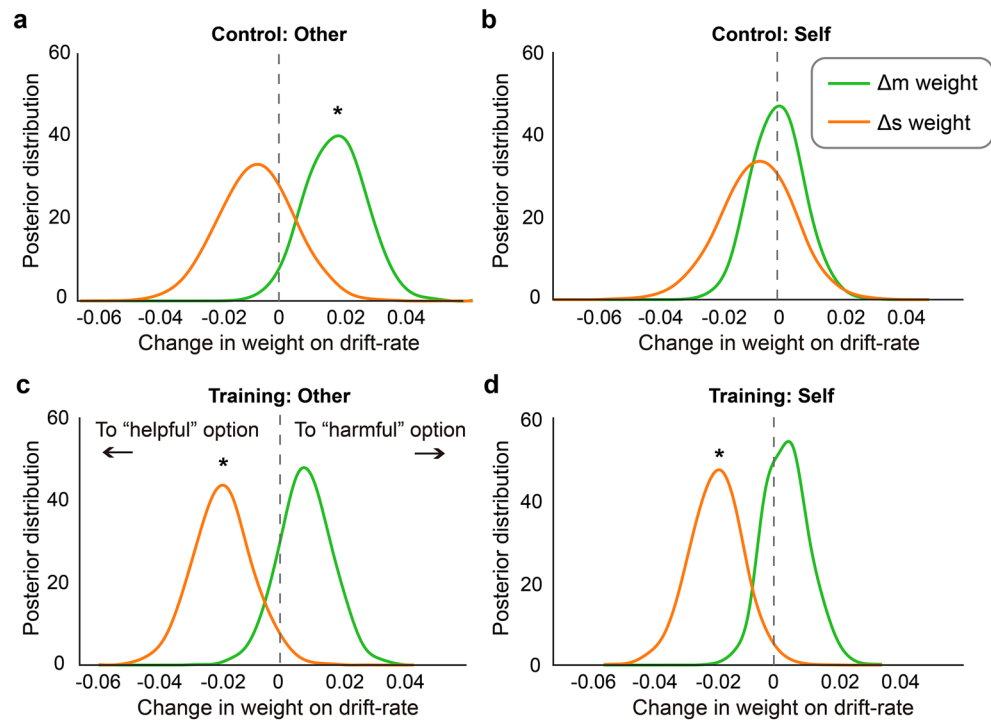 a
Control: Other
60
40
20
0
Posterior distribution
*
-0.06 -0.04 -0.02 0 0.02 0.04
Change in weight on drift-rate
b
Control: Self
60
40
20
0
Posterior distribution
Δm weight
Δs weight
-0.06 -0.04 -0.02 0 0.02 0.04
Change in weight on drift-rate
c
Training: Other
60
40
20
0
Posterior distribution
To “helpful” option To “harmful” option
← →
*
-0.06 -0.04 -0.02 0 0.02 0.04
Change in weight on drift-rate
d
Training: Self
60
40
20
0
Posterior distribution
*
-0.06 -0.04 -0.02 0 0.02 0.04
Change in weight on drift-rate